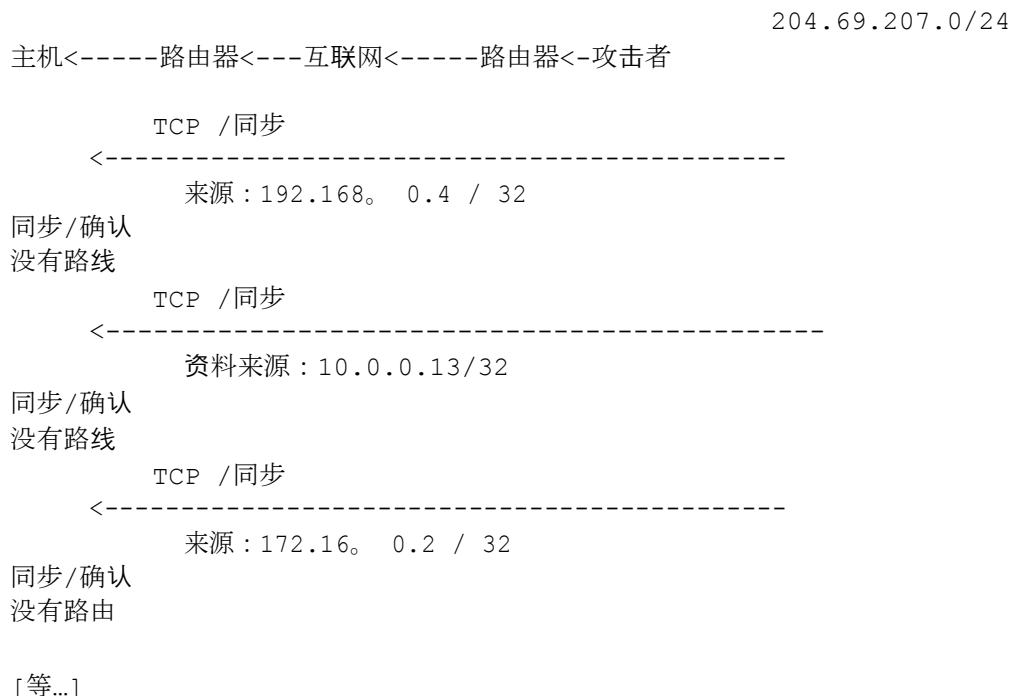 204.69.207.0/24
主机<-----路由器<---互联网<-----路由器<-攻击者
TCP /同步
<---------------------------------------------
来源：192.168。 0.4 / 32
同步/确认
没有路线
TCP /同步
<-----------------------------------------------
资料来源：10.0.0.13/32
同步/确认
没有路线
TCP /同步
<---------------------------------------------
来源：172.16。 0.2 / 32
同步/确认
没有路由
[等…]